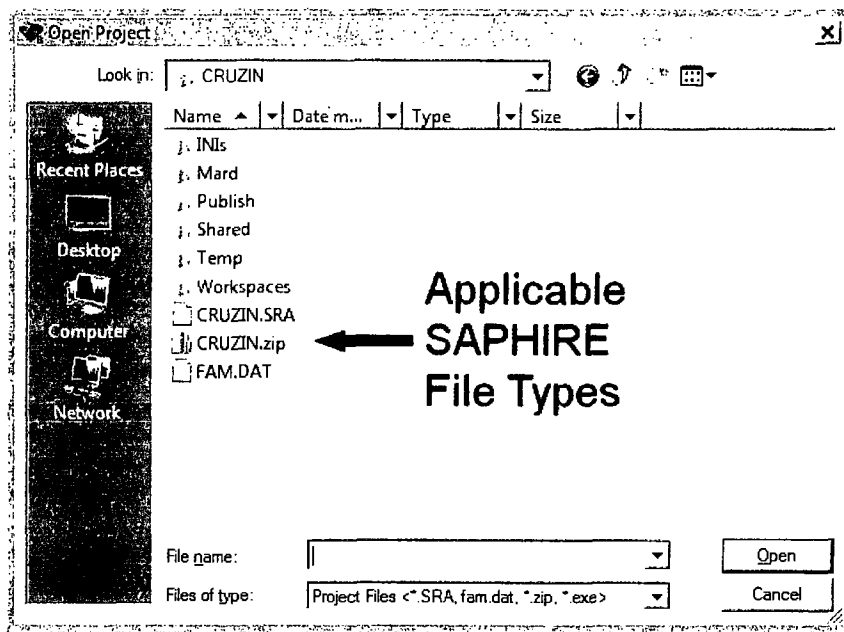 Open Project
Look in: CRUZIN
Name Date m... Type Size
INIs
Mard
Publish
Shared
Temp
Workspaces
CRUZIN.SRA
CRUZIN.zip
FAM.DAT
Recent Places
Desktop
Computer
Network
Applicable
SAPHIRE
File Types
File name:
Open
Files of type: Project Files <*.SRA, fam.dat, *.zip, *.exe>
Cancel